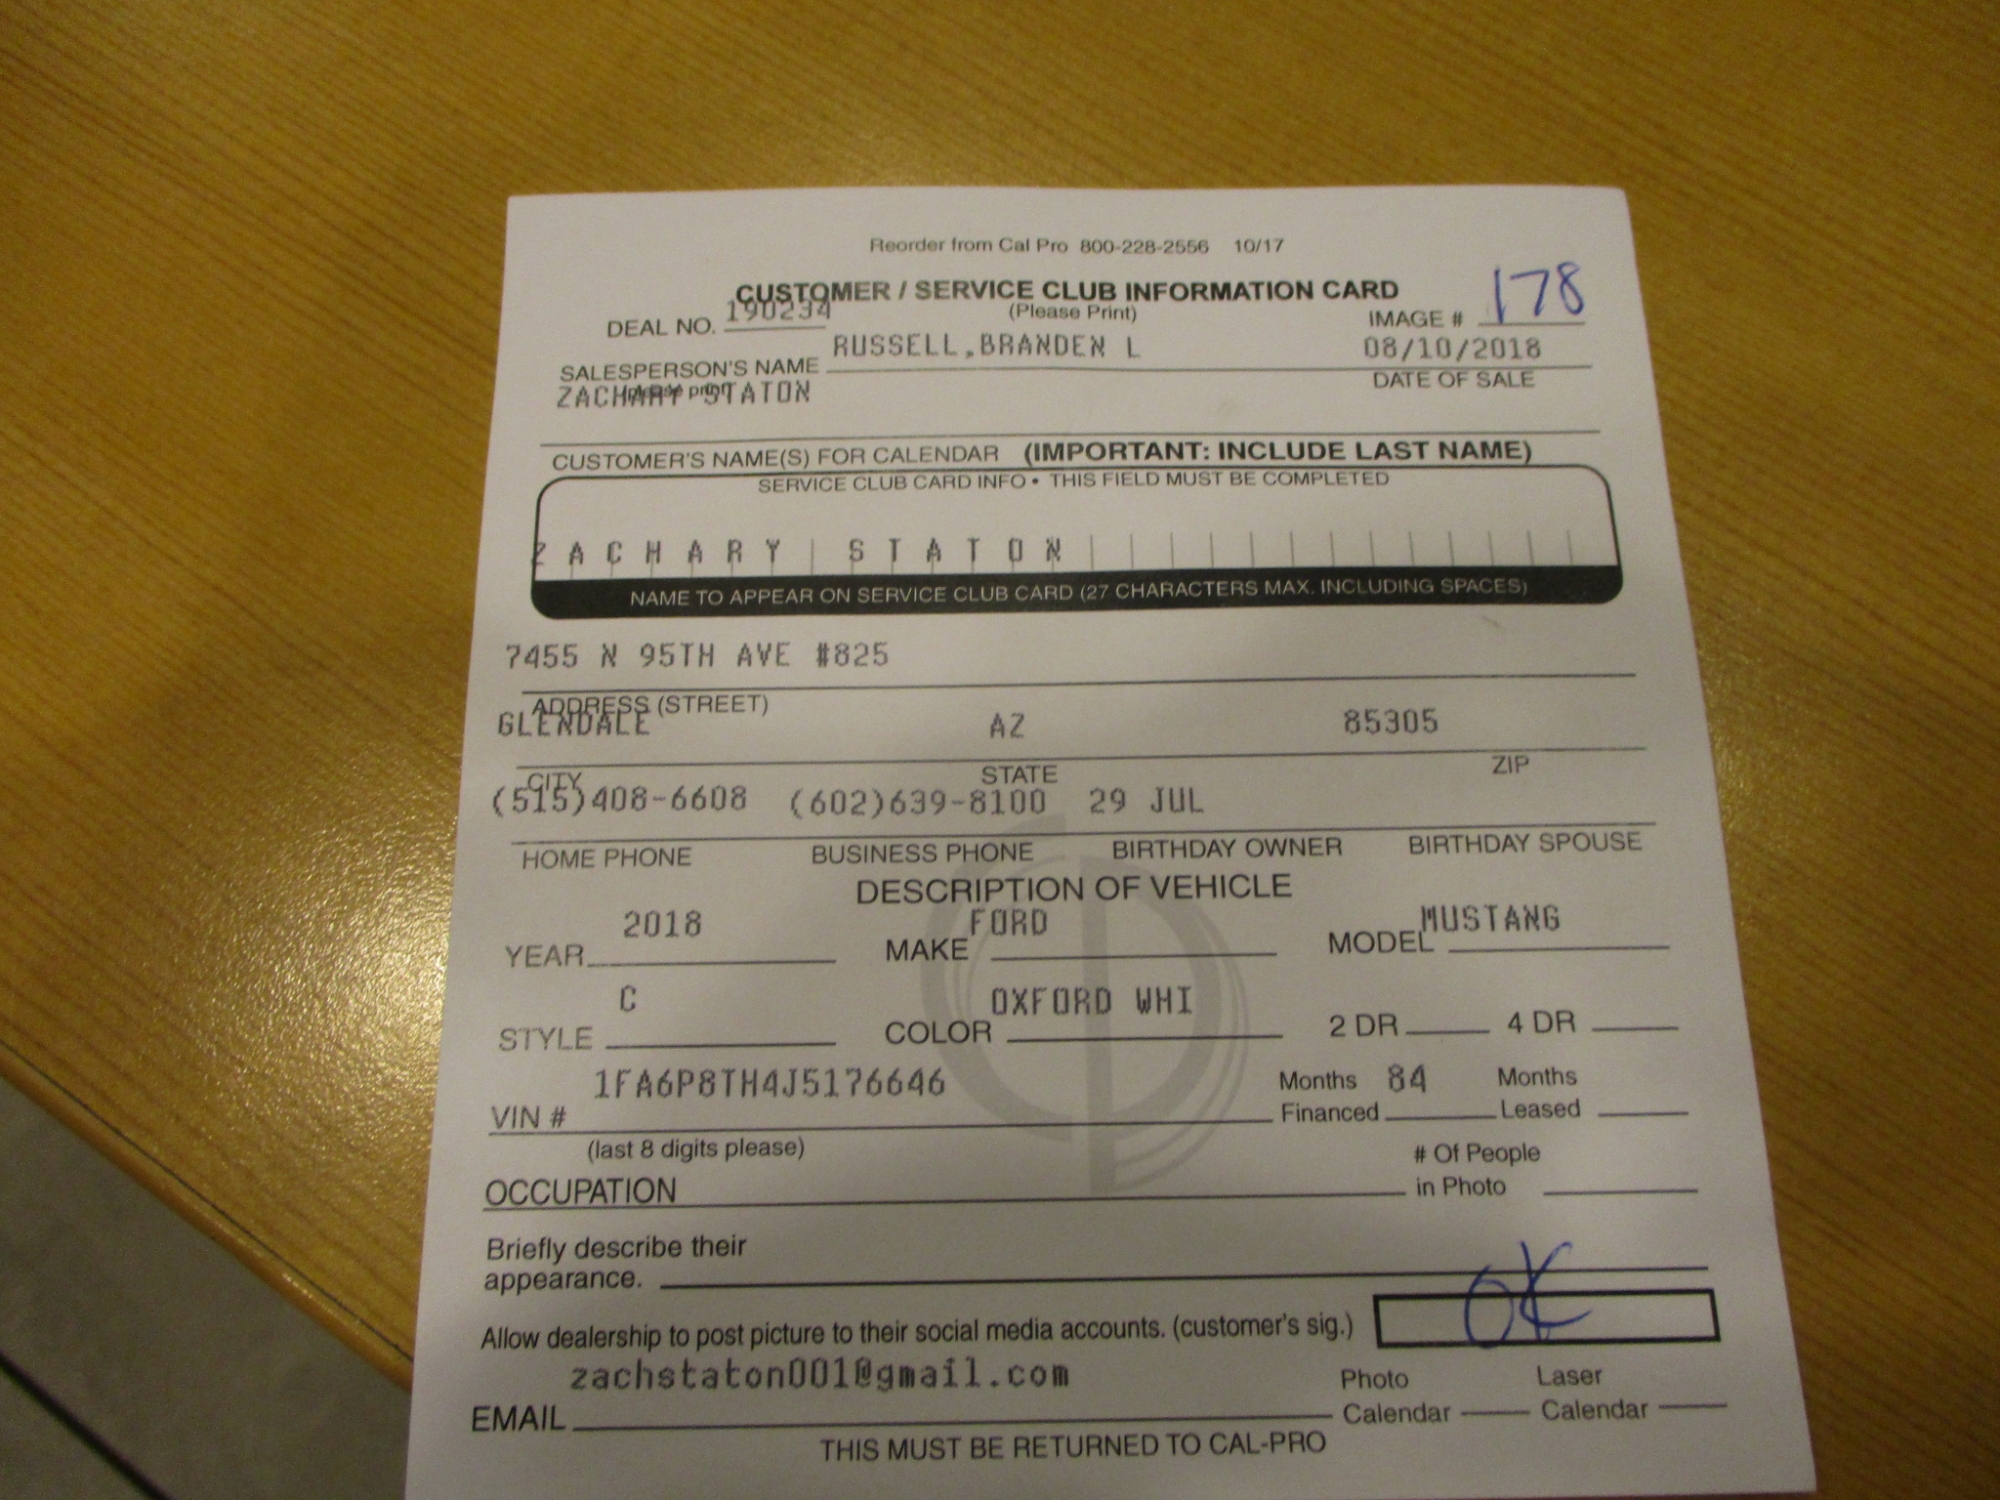 Reorder from Cal Pro 800-228-2556 10/17
CUSTOMER / SERVICE CLUB INFORMATION CARD
(Please Print)
DEAL NO. 190234
IMAGE # 178
SALESPERSON'S NAME RUSSELL,BRANDEN L
08/10/2018
(please print)
DATE OF SALE
ZACHARY STATON
CUSTOMER'S NAME(S) FOR CALENDAR (IMPORTANT: INCLUDE LAST NAME)
SERVICE CLUB CARD INFO • THIS FIELD MUST BE COMPLETED
ZACHARY STATON
NAME TO APPEAR ON SERVICE CLUB CARD (27 CHARACTERS MAX. INCLUDING SPACES)
7455 N 95TH AVE #825
ADDRESS (STREET)
GLENDALE AZ 85305
CITY STATE ZIP
(515)408-6608 (602)639-8100 29 JUL
HOME PHONE BUSINESS PHONE BIRTHDAY OWNER BIRTHDAY SPOUSE
DESCRIPTION OF VEHICLE
YEAR 2018 MAKE FORD MODEL MUSTANG
STYLE C COLOR OXFORD WHI 2 DR 4 DR
VIN # 1FA6P8TH4J5176646 Months Financed 84 Months Leased
(last 8 digits please)
OCCUPATION # Of People in Photo
Briefly describe their
appearance.
Allow dealership to post picture to their social media accounts. (customer's sig.) OK
zachstaton001@gmail.com
EMAIL Photo Calendar Laser Calendar
THIS MUST BE RETURNED TO CAL-PRO